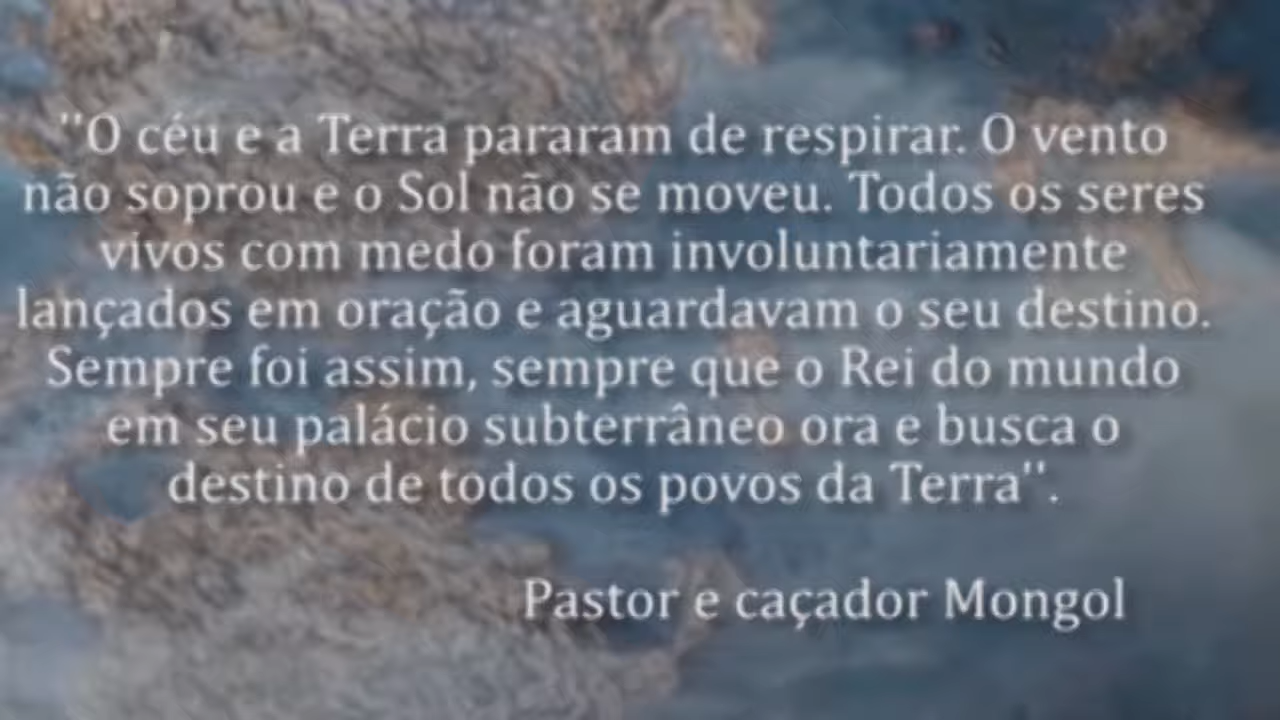 "O céu e a Terra pararam de respirar. O vento
não soprou e o Sol não se moveu. Todos os seres
vivos com medo foram involuntariamente
lançados em oração e aguardavam o seu destino.
Sempre foi assim, sempre que o Rei do mundo
em seu palácio subterrâneo ora e busca o
destino de todos os povos da Terra".
Pastor e caçador Mongol